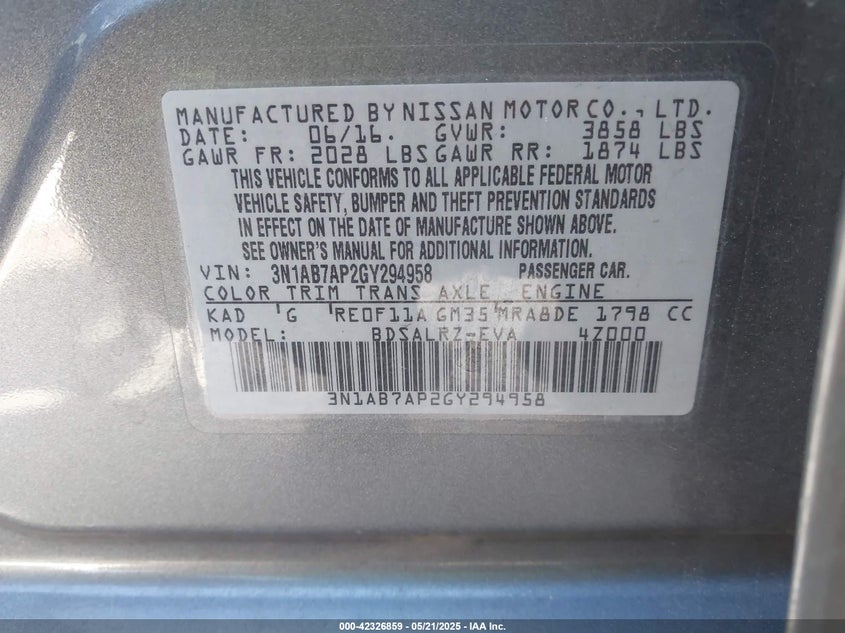 MANUFACTURED BY NISSAN MOTOR CO., LTD.
DATE: 06/16. GVWR: 3858 LBS
GAWR FR: 2028 LBS GAWR RR: 1874 LBS
THIS VEHICLE CONFORMS TO ALL APPLICABLE FEDERAL MOTOR
VEHICLE SAFETY, BUMPER AND THEFT PREVENTION STANDARDS
IN EFFECT ON THE DATE OF MANUFACTURE SHOWN ABOVE.
SEE OWNER'S MANUAL FOR ADDITIONAL INFORMATION.
VIN: 3N1AB7AP2GY294958 PASSENGER CAR.
COLOR TRIM TRANS AXLE ENGINE
KAD G RE0F11A GM35 MRA8DE 1798 CC
MODEL: BDSALRZ-EVA 4Z000
3N1AB7AP2GY294958
000-42326859 - 05/21/2025 - IAA Inc.